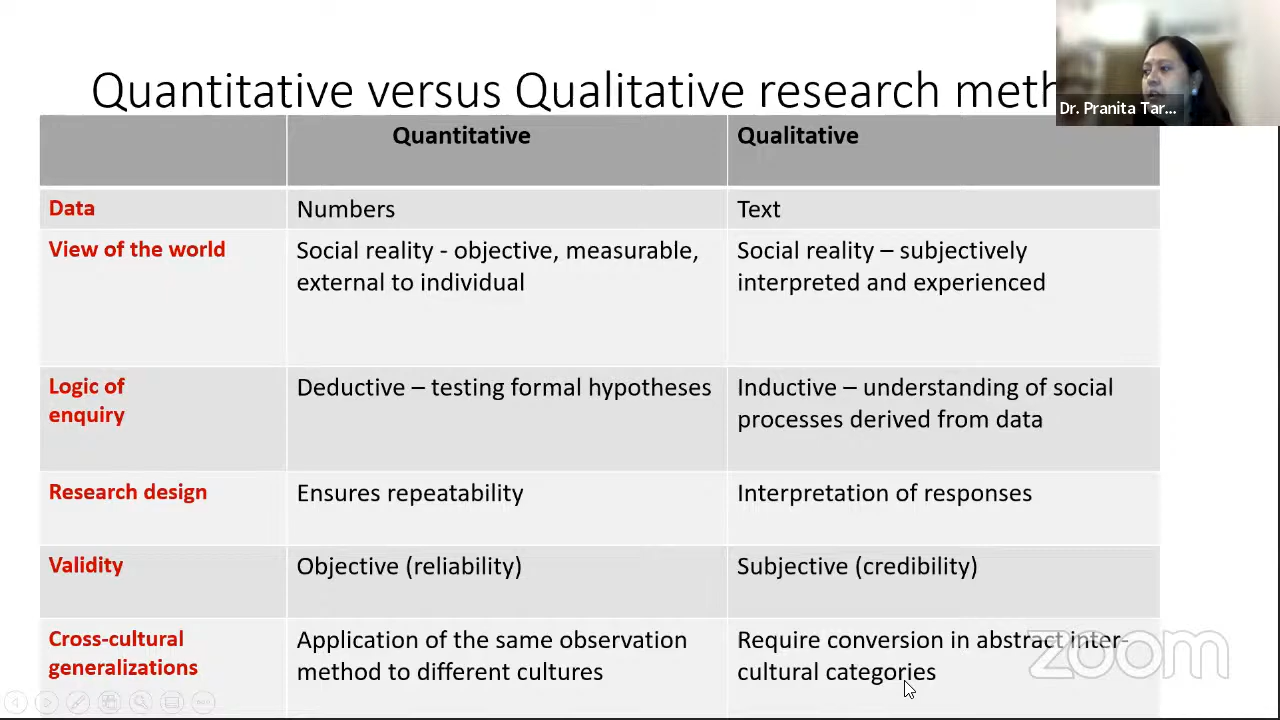 Quantitative versus Qualitative research meth
Dr. Pranita Tar...
Quantitative
Qualitative
Data
Numbers
Text
View of the world
Social reality - objective, measurable,
external to individual
Social reality – subjectively
interpreted and experienced
Logic of
enquiry
Deductive – testing formal hypotheses
Inductive – understanding of social
processes derived from data
Research design
Ensures repeatability
Interpretation of responses
Validity
Objective (reliability)
Subjective (credibility)
Cross-cultural
generalizations
Application of the same observation
method to different cultures
Require conversion in abstract inter-
cultural categories
zoom